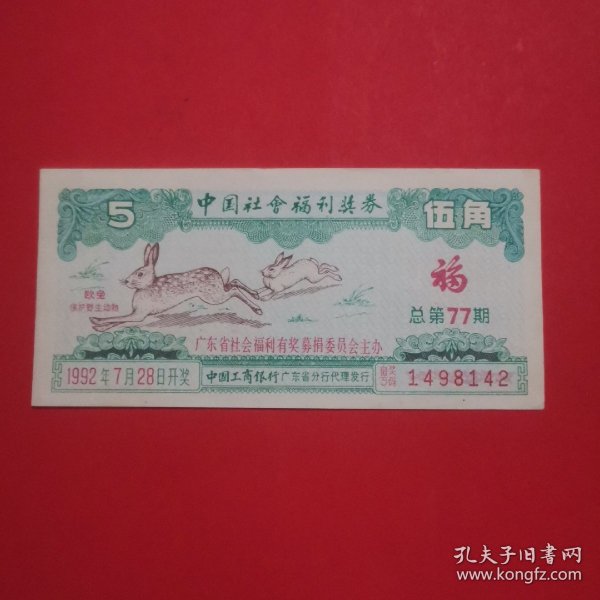 5
中国社會福利奖券
伍角
福
总第77期
欧兔
保护野生动物
广东省社会福利有奖募捐委员会主办
1992年7月28日开奖
中国工商银行广东省分行代理发行
1498142
孔夫子旧书网
www.kongfz.com